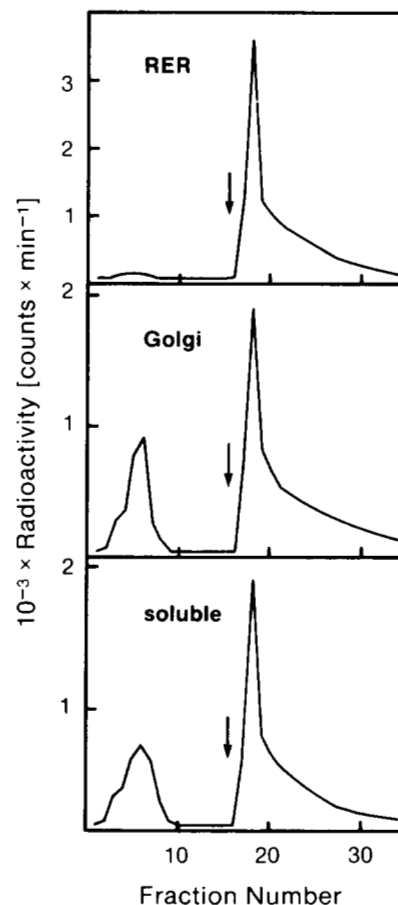 RER
3
2
1
Golgi
2
1
soluble
2
1
10⁻³ × Radioactivity [counts × min⁻¹]
10 20 30
Fraction Number